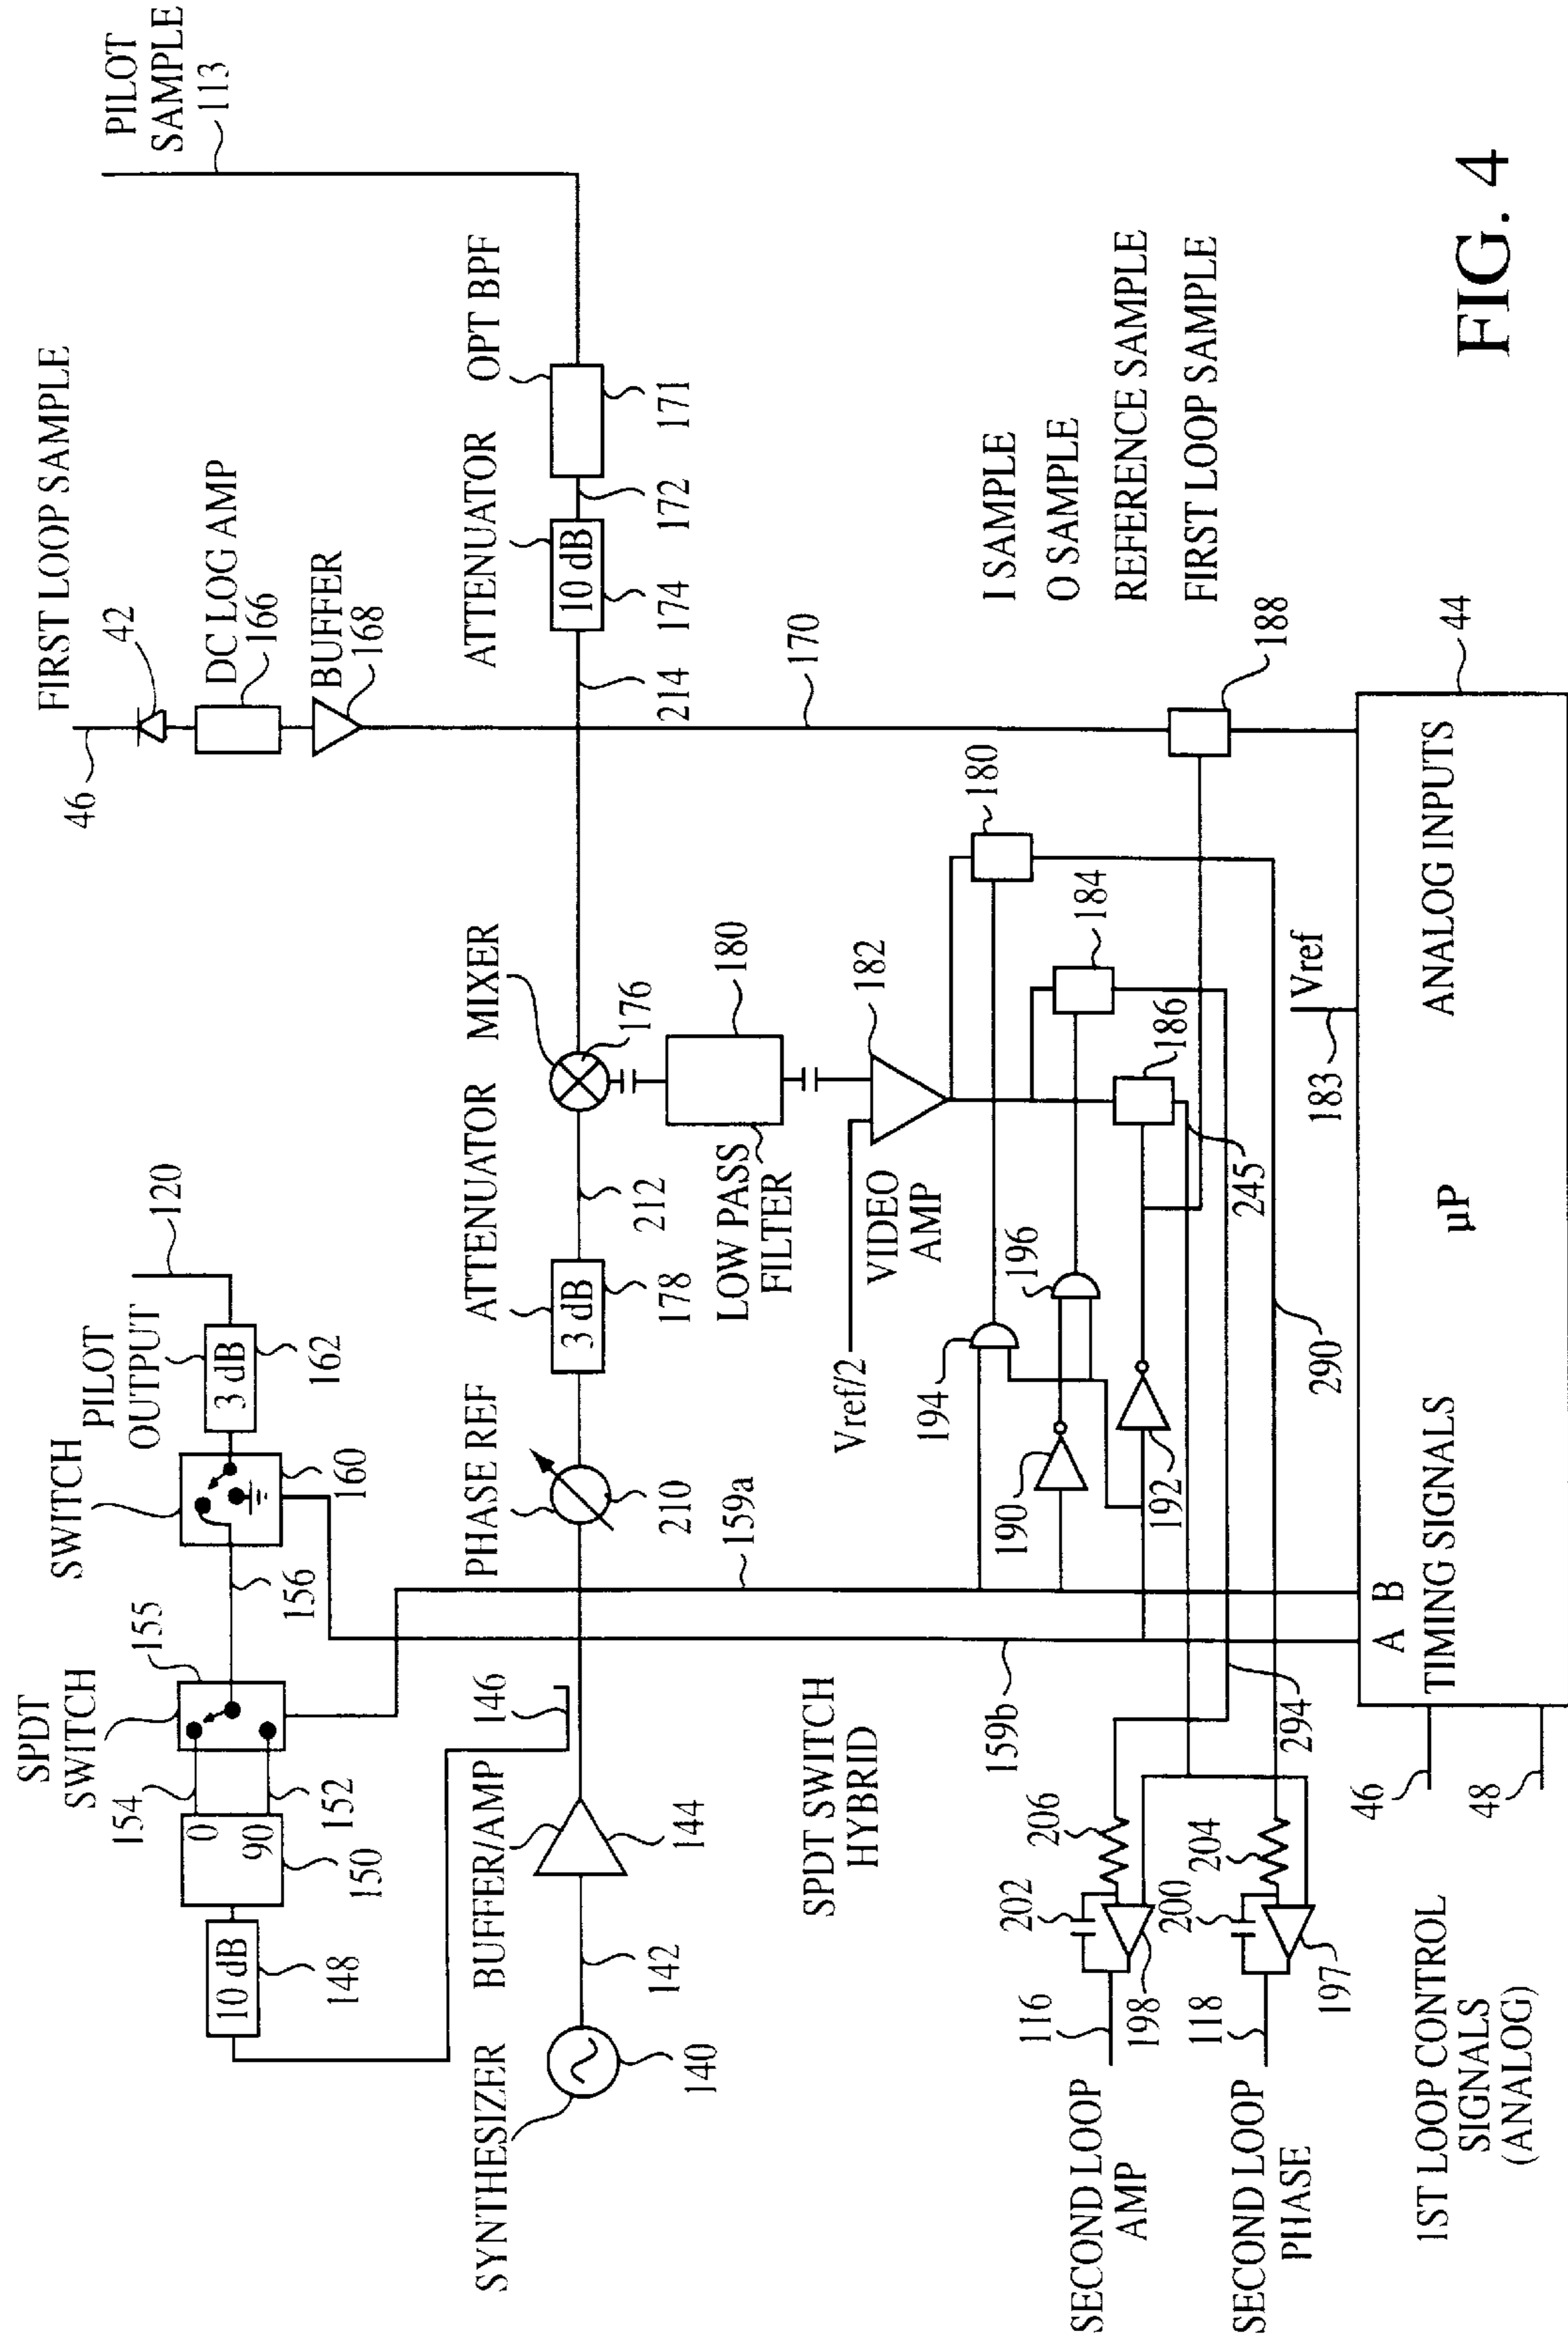 SPDT
SWITCH
SWITCH
PILOT
OUTPUT
120
154
0
90
152
155
156
3 dB
162
160
10 dB
150
148
FIRST LOOP SAMPLE
46
42
DC LOG AMP
166
BUFFER
168
PILOT
SAMPLE
113
SYNTHESIZER
140
142
BUFFER/AMP
144
146
PHASE REF
210
159a
ATTENUATOR
3 dB
178
212
MIXER
176
ATTENUATOR
10 dB
174
214
OPT BPF
171
172
170
LOW PASS
FILTER
180
Vref/2
VIDEO
AMP
182
180
184
186
188
I SAMPLE
O SAMPLE
REFERENCE SAMPLE
FIRST LOOP SAMPLE
SPDT SWITCH
HYBRID
159b
194
190
196
192
245
290
294
183
Vref
SECOND LOOP
AMP
116
202
206
198
SECOND LOOP
PHASE
118
200
204
197
1ST LOOP CONTROL
SIGNALS
(ANALOG)
46
48
A B
TIMING SIGNALS
µP
ANALOG INPUTS
44
FIG. 4